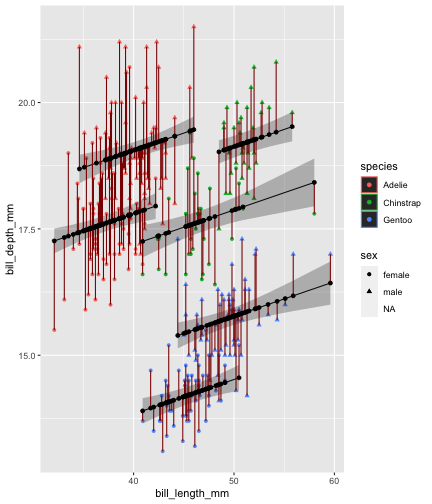 20.0
17.5
15.0
bill_depth_mm
40
50
60
bill_length_mm
species
Adelie
Chinstrap
Gentoo
sex
female
male
NA